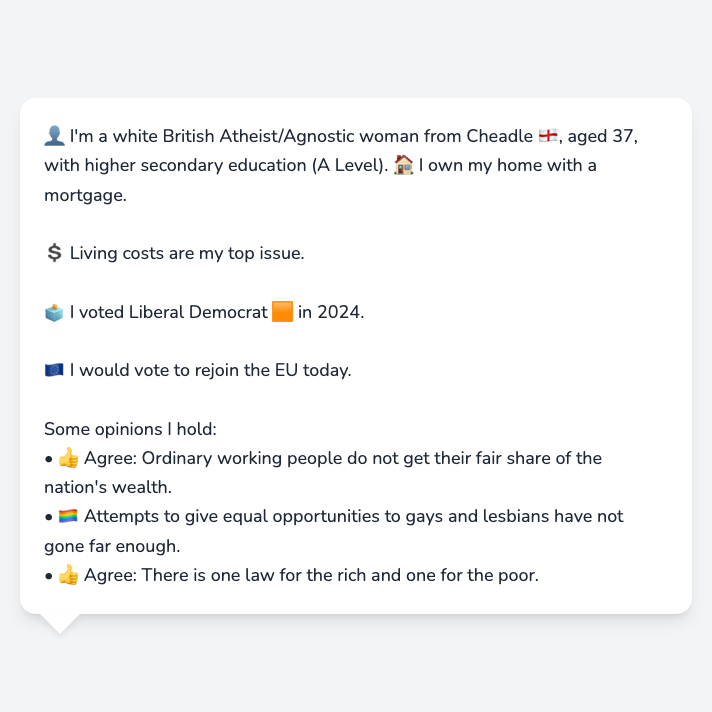 👤 I'm a white British Atheist/Agnostic woman from Cheadle 🏴󠁧󠁢󠁥󠁮󠁧󠁿, aged 37,
with higher secondary education (A Level). 🏠 I own my home with a
mortgage.
💲 Living costs are my top issue.
🗳️ I voted Liberal Democrat 🟧 in 2024.
🇪🇺 I would vote to rejoin the EU today.
Some opinions I hold:
• 👍 Agree: Ordinary working people do not get their fair share of the
nation's wealth.
• 🏳️‍🌈 Attempts to give equal opportunities to gays and lesbians have not
gone far enough.
• 👍 Agree: There is one law for the rich and one for the poor.